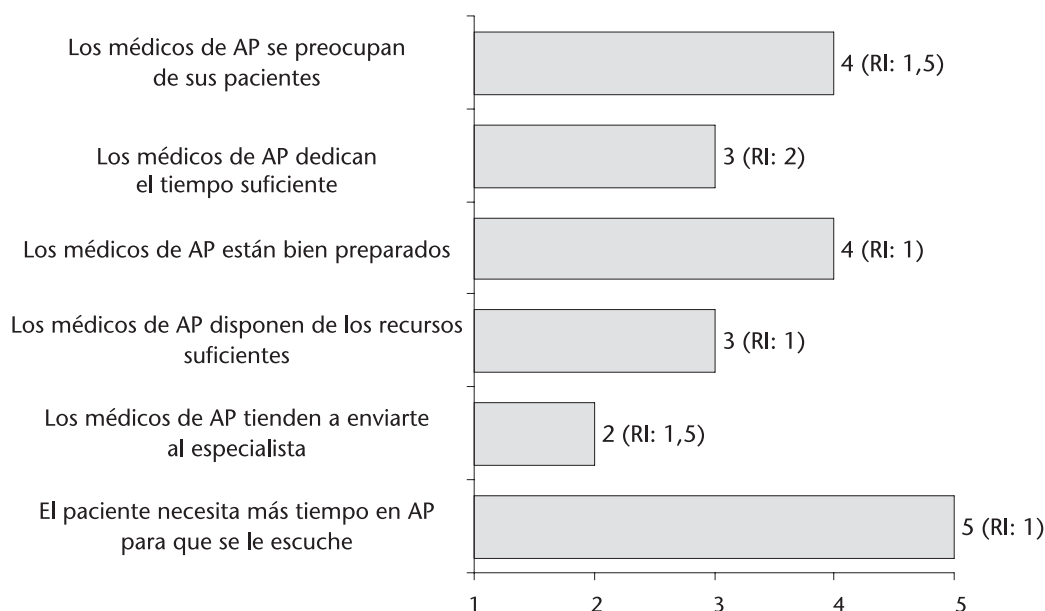 Los médicos de AP se preocupan
de sus pacientes
4 (RI: 1,5)
Los médicos de AP dedican
el tiempo suficiente
3 (RI: 2)
Los médicos de AP están bien preparados
4 (RI: 1)
Los médicos de AP disponen de los recursos
suficientes
3 (RI: 1)
Los médicos de AP tienden a enviarte
al especialista
2 (RI: 1,5)
El paciente necesita más tiempo en AP
para que se le escuche
5 (RI: 1)
1 2 3 4 5